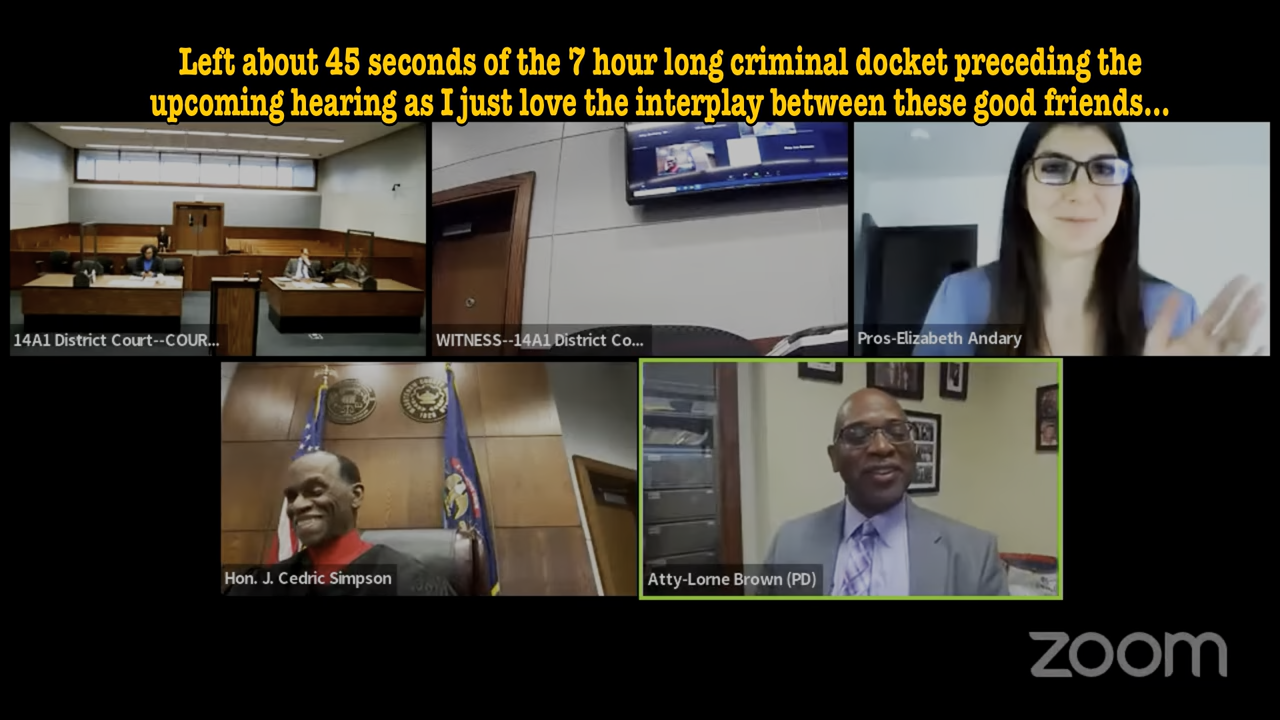 Left about 45 seconds of the 7 hour long criminal docket preceding the
upcoming hearing as I just love the interplay between these good friends...
14A1 District Court--COUR...
WITNESS--14A1 District Co...
Pros-Elizabeth Andary
Hon. J. Cedric Simpson
Atty-Lorne Brown (PD)
zoom